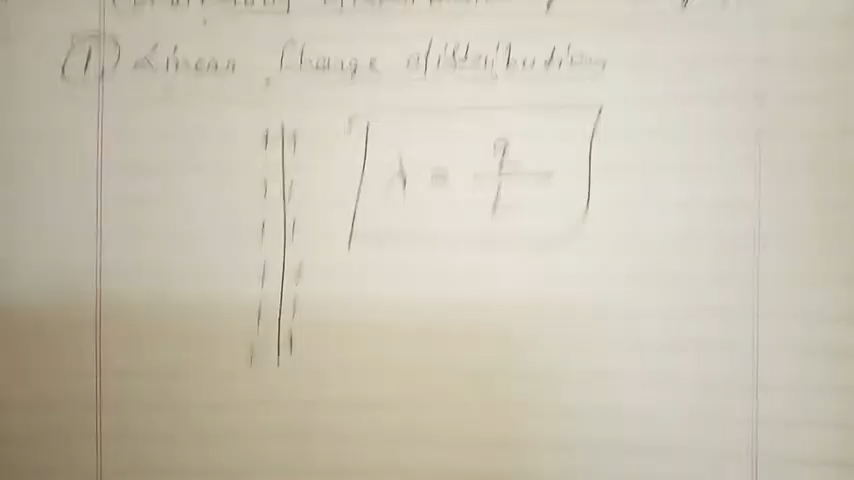 (1) Linear Charge distribution
λ = q / l